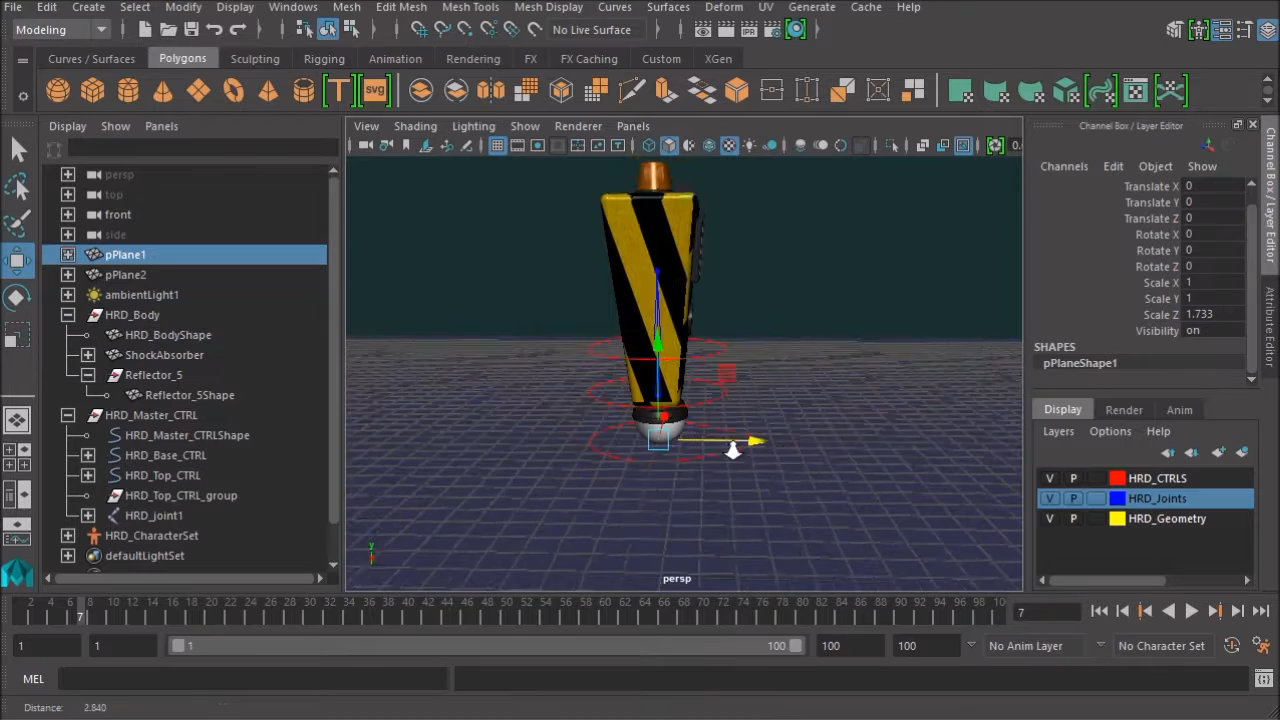 File Edit Create Select Modify Display Windows Mesh Edit Mesh Mesh Tools Mesh Display Curves Surfaces Deform UV Generate Cache Help
Modeling No Live Surface
Curves / Surfaces Polygons Sculpting Rigging Animation Rendering FX FX Caching Custom XGen
T SVG
Display Show Panels
View Shading Lighting Show Renderer Panels
Channel Box / Layer Editor
Channels Edit Object Show
persp
top
front
side
pPlane1
pPlane2
ambientLight1
HRD_Body
HRD_BodyShape
ShockAbsorber
Reflector_5
Reflector_5Shape
HRD_Master_CTRL
HRD_Master_CTRLShape
HRD_Base_CTRL
HRD_Top_CTRL
HRD_Top_CTRL_group
HRD_joint1
HRD_CharacterSet
defaultLightSet
y
persp
Translate X 0
Translate Y 0
Translate Z 0
Rotate X 0
Rotate Y 0
Rotate Z 0
Scale X 1
Scale Y 1
Scale Z 1.733
Visibility on
SHAPES
pPlaneShape1
Display Render Anim
Layers Options Help
V P HRD_CTRLS
V P HRD_Joints
V P HRD_Geometry
Channel Box / Layer Editor
Attribute Editor
2 4 6 8 10 12 14 16 18 20 22 24 26 28 30 32 34 36 38 40 42 44 46 48 50 52 54 56 58 60 62 64 66 68 70 72 74 76 78 80 82 84 86 88 90 92 94 96 98 10
7 7
1 1 1 100 100 100 No Anim Layer No Character Set
MEL
Distance: 2.840